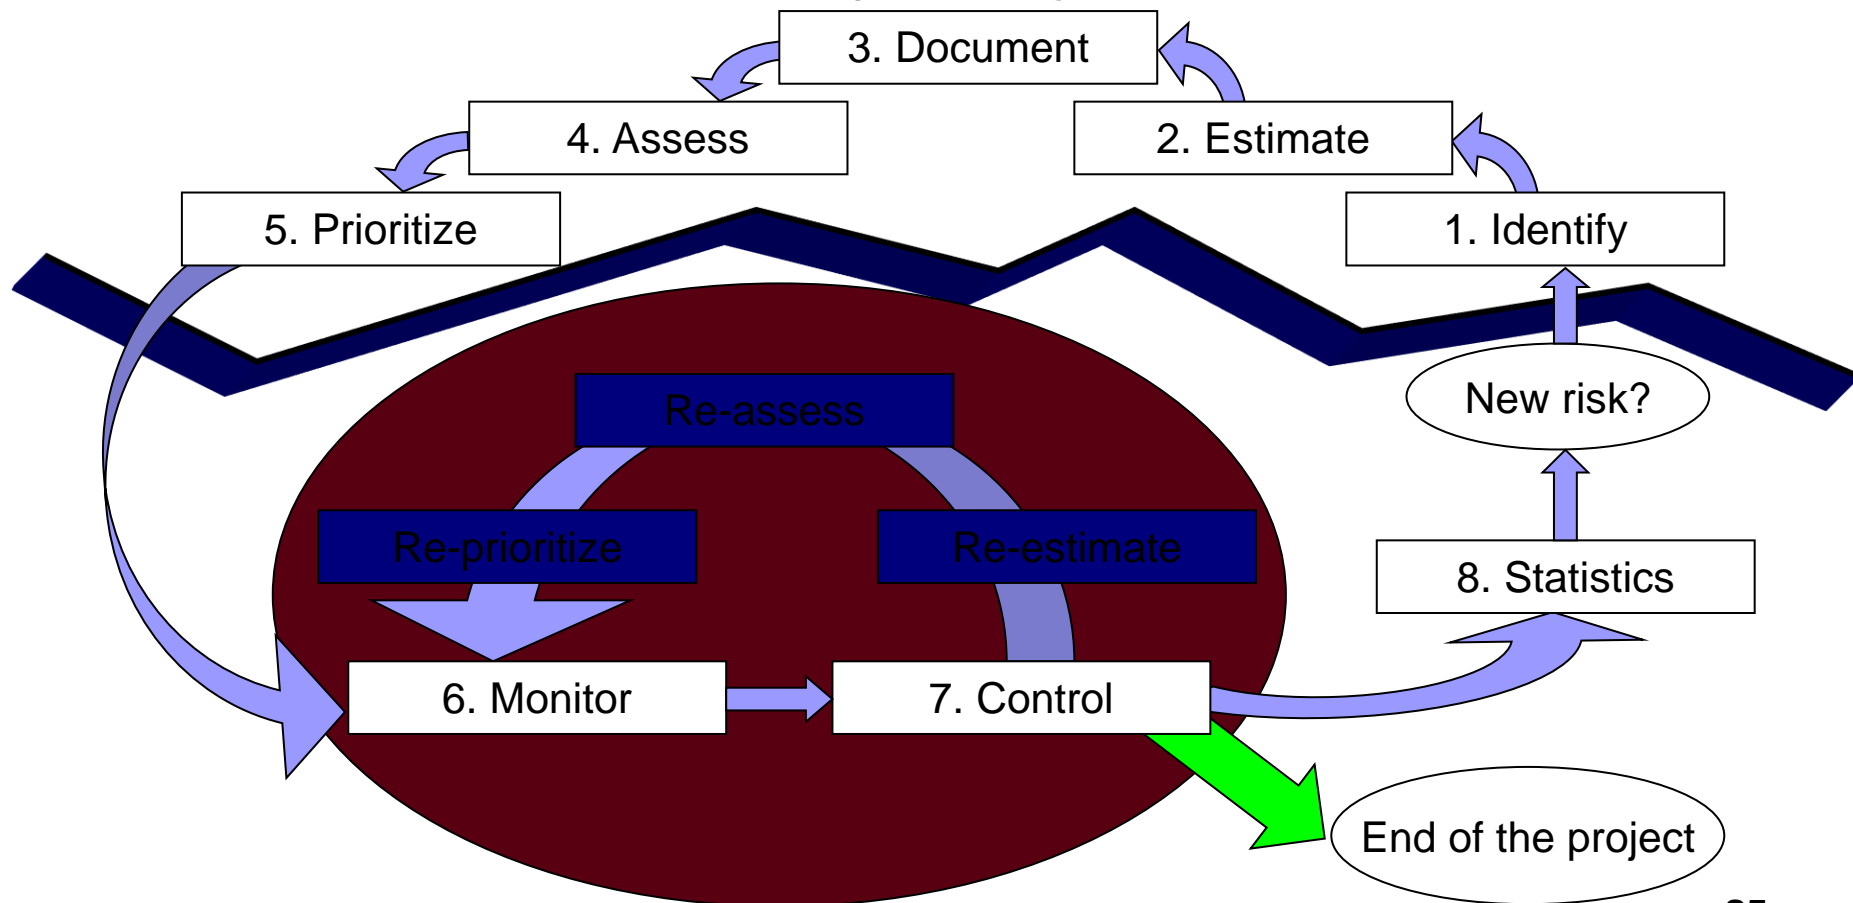 3. Document
4. Assess
2. Estimate
5. Prioritize
1. Identify
New risk?
Re-assess
Re-prioritize
Re-estimate
8. Statistics
6. Monitor
7. Control
End of the project